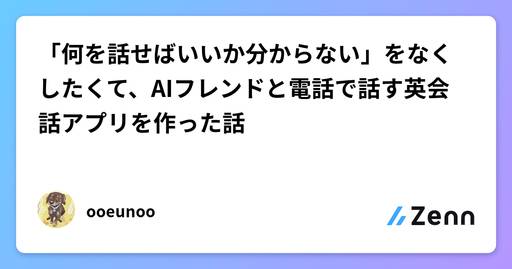 「何を話せばいいか分からない」をなく
したくて、AIフレンドと電話で話す英会
話アプリを作った話
ooeunoo
Zenn